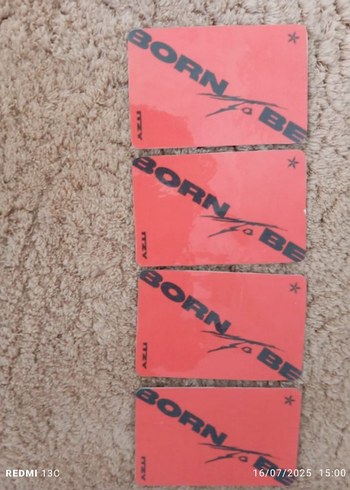 BORN
To
BE
ITZY
BORN
To
BE
ITZY
BORN
To
BE
ITZY
BORN
To
BE
ITZY
REDMI 13C
16/07/2025 15:00